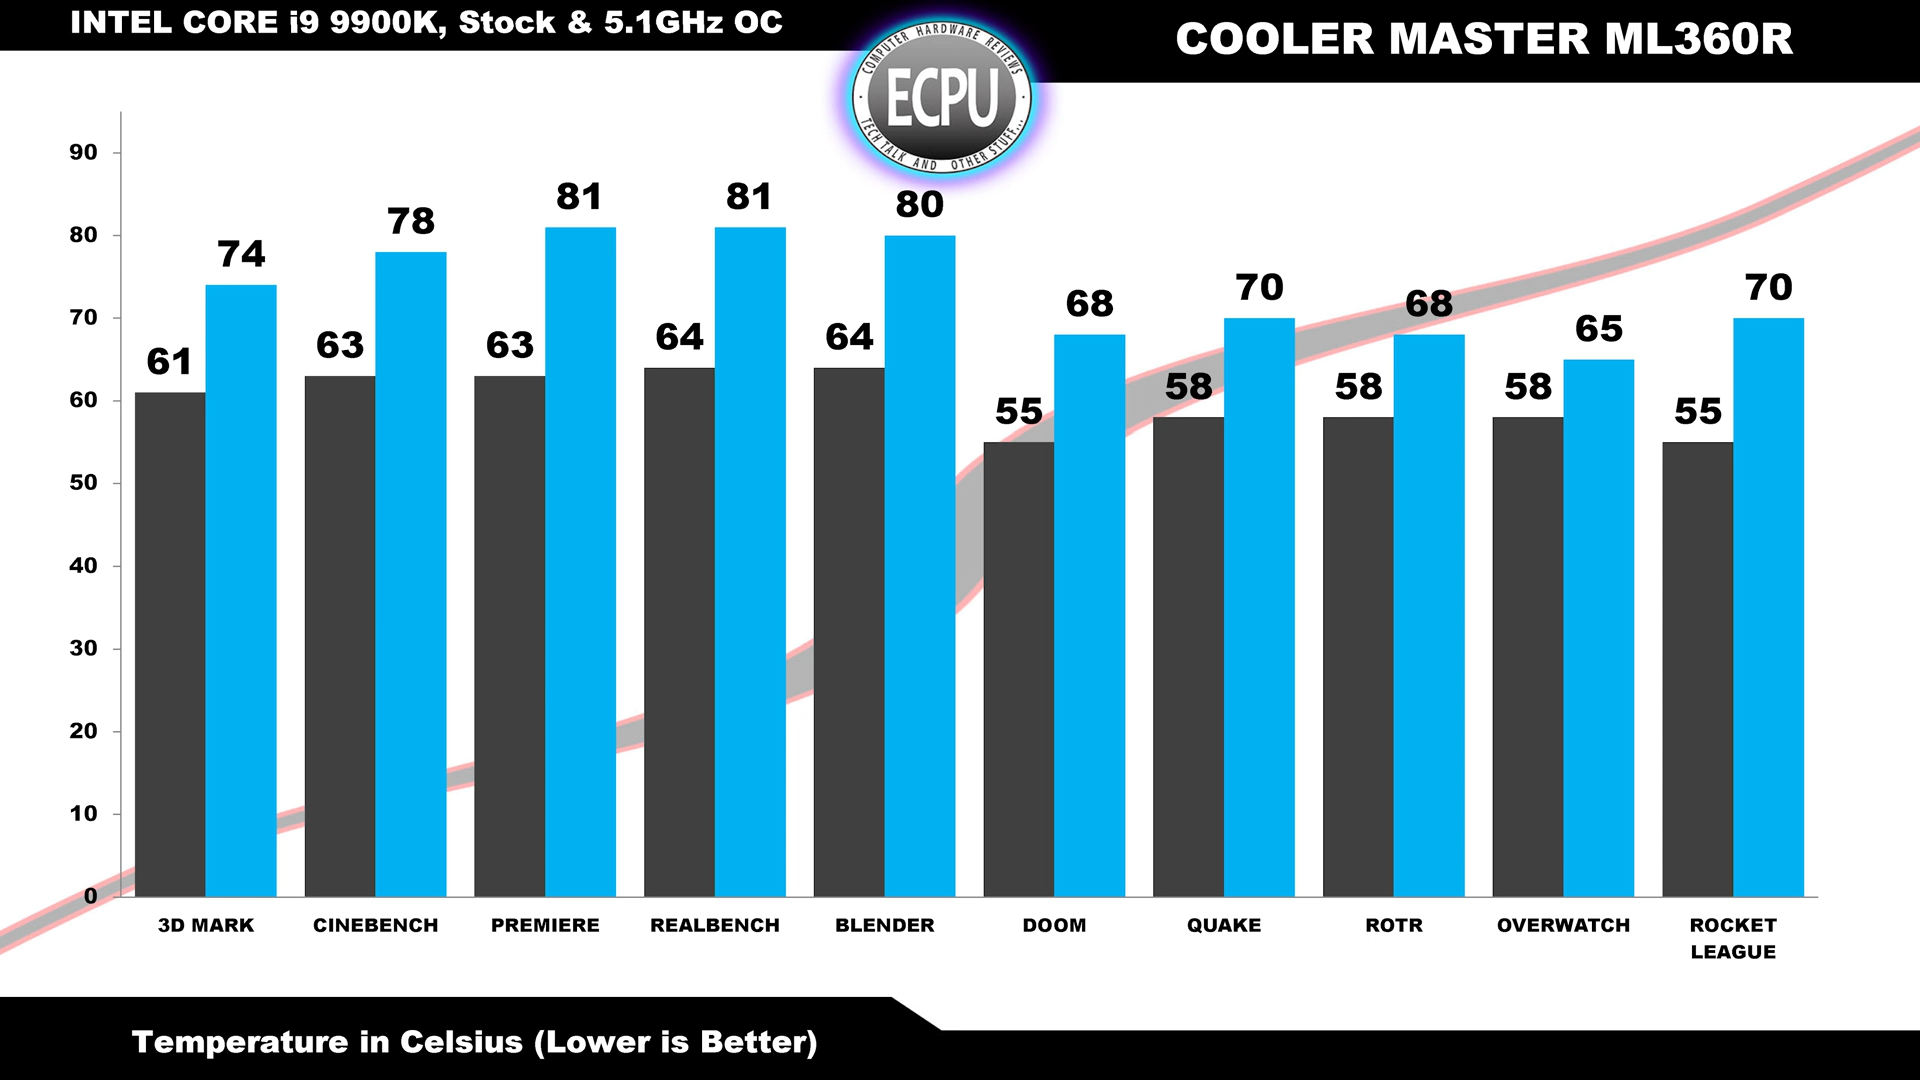 INTEL CORE i9 9900K, Stock & 5.1GHz OC
COOLER MASTER ML360R
COMPUTER HARDWARE REVIEWS
ECPU
TECH TALK AND OTHER STUFF...
90
80
70
60
50
40
30
20
10
0
61 74
63 78
63 81
64 81
64 80
55 68
58 70
58 68
58 65
55 70
3D MARK CINEBENCH PREMIERE REALBENCH BLENDER DOOM QUAKE ROTR OVERWATCH ROCKET
LEAGUE
Temperature in Celsius (Lower is Better)